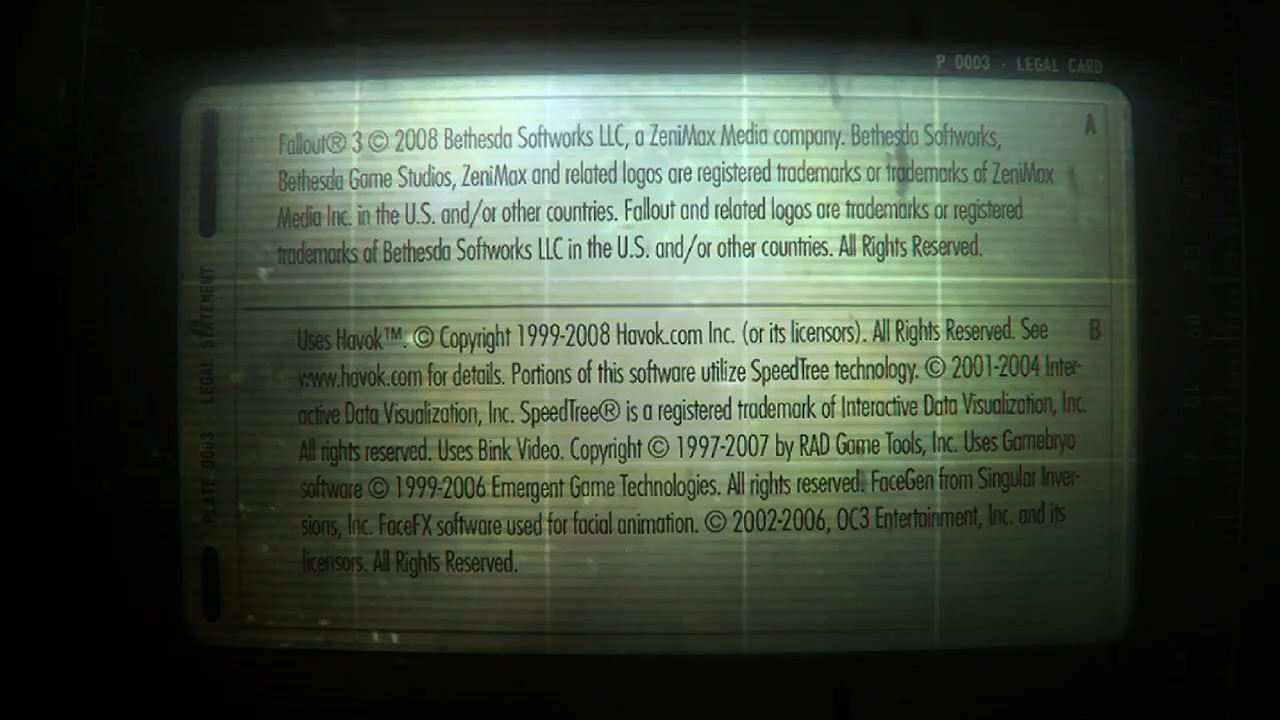 P 0003 - LEGAL CARD
A
Fallout® 3 © 2008 Bethesda Softworks LLC, a ZeniMax Media company. Bethesda Softworks,
Bethesda Game Studios, ZeniMax and related logos are registered trademarks or trademarks of ZeniMax
Media Inc. in the U.S. and/or other countries. Fallout and related logos are trademarks or registered
trademarks of Bethesda Softworks LLC in the U.S. and/or other countries. All Rights Reserved.
B
Uses Havok™. © Copyright 1999-2008 Havok.com Inc. (or its licensors). All Rights Reserved. See
www.havok.com for details. Portions of this software utilize SpeedTree technology. © 2001-2004 Inter-
active Data Visualization, Inc. SpeedTree® is a registered trademark of Interactive Data Visualization, Inc.
All rights reserved. Uses Bink Video. Copyright © 1997-2007 by RAD Game Tools, Inc. Uses Gamebryo
software © 1999-2006 Emergent Game Technologies. All rights reserved. FaceGen from Singular Inver-
sions, Inc. FaceFX software used for facial animation. © 2002-2006, OC3 Entertainment, Inc. and its
licensors. All Rights Reserved.
PLATE 0003 - LEGAL STATEMENT